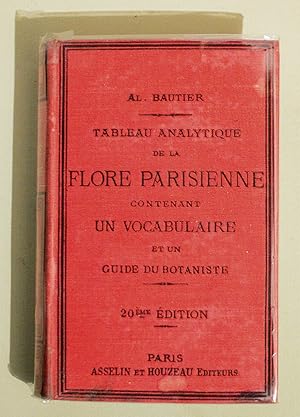 AL. BAUTIER
TABLEAU ANALYTIQUE
DE LA
FLORE PARISIENNE
CONTENANT
UN VOCABULAIRE
ET UN
GUIDE DU BOTANISTE
20ÈME ÉDITION
PARIS
ASSELIN ET HOUZEAU EDITEURS